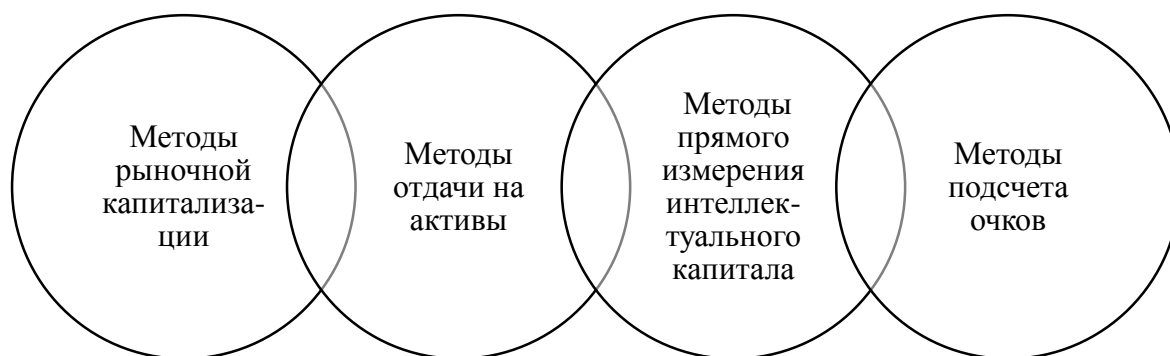 Методы
рыночной
капитализа-
ции
Методы
отдачи на
активы
Методы
прямого
измерения
интеллек-
туального
капитала
Методы
подсчета
очков